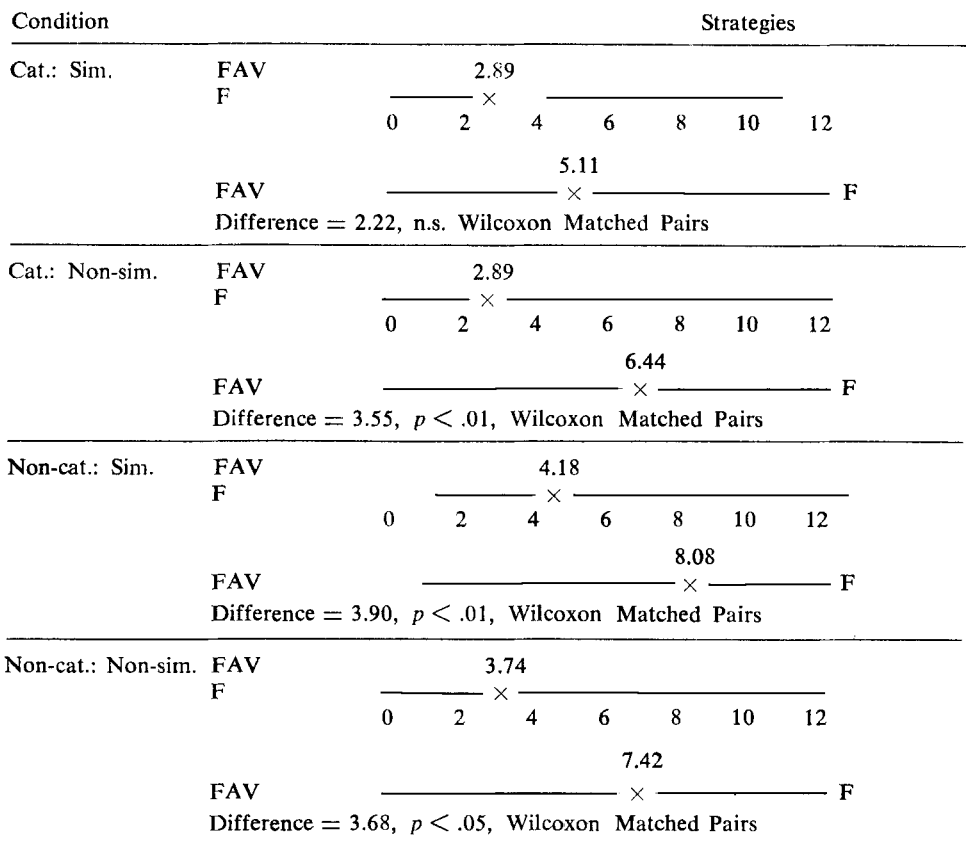 Condition Strategies
Cat.: Sim. FAV 2.89
F ×
0 2 4 6 8 10 12
5.11
FAV × F
Difference = 2.22, n.s. Wilcoxon Matched Pairs
Cat.: Non-sim. FAV 2.89
F ×
0 2 4 6 8 10 12
6.44
FAV × F
Difference = 3.55, p < .01, Wilcoxon Matched Pairs
Non-cat.: Sim. FAV 4.18
F ×
0 2 4 6 8 10 12
8.08
FAV × F
Difference = 3.90, p < .01, Wilcoxon Matched Pairs
Non-cat.: Non-sim. FAV 3.74
F ×
0 2 4 6 8 10 12
7.42
FAV × F
Difference = 3.68, p < .05, Wilcoxon Matched Pairs